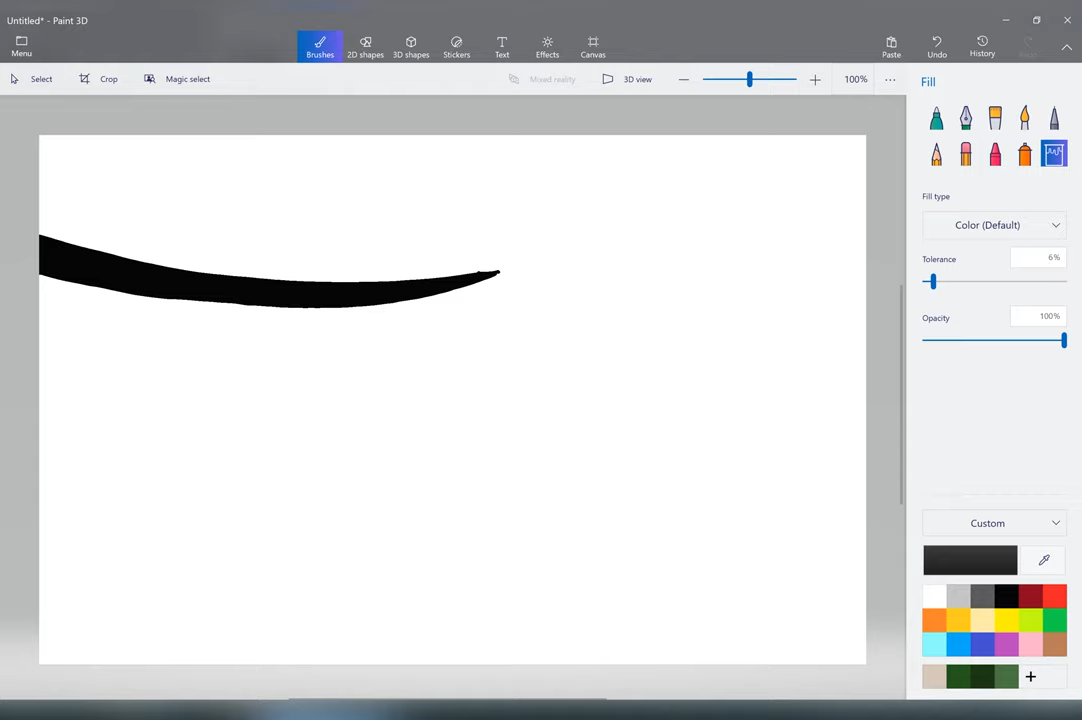 Untitled* - Paint 3D
Menu
Brushes 2D shapes 3D shapes Stickers Text Effects Canvas Paste Undo History
Select Crop Magic select Mixed reality 3D view 100% ...
Fill
Fill type
Color (Default)
Tolerance 6%
Opacity 100%
Custom